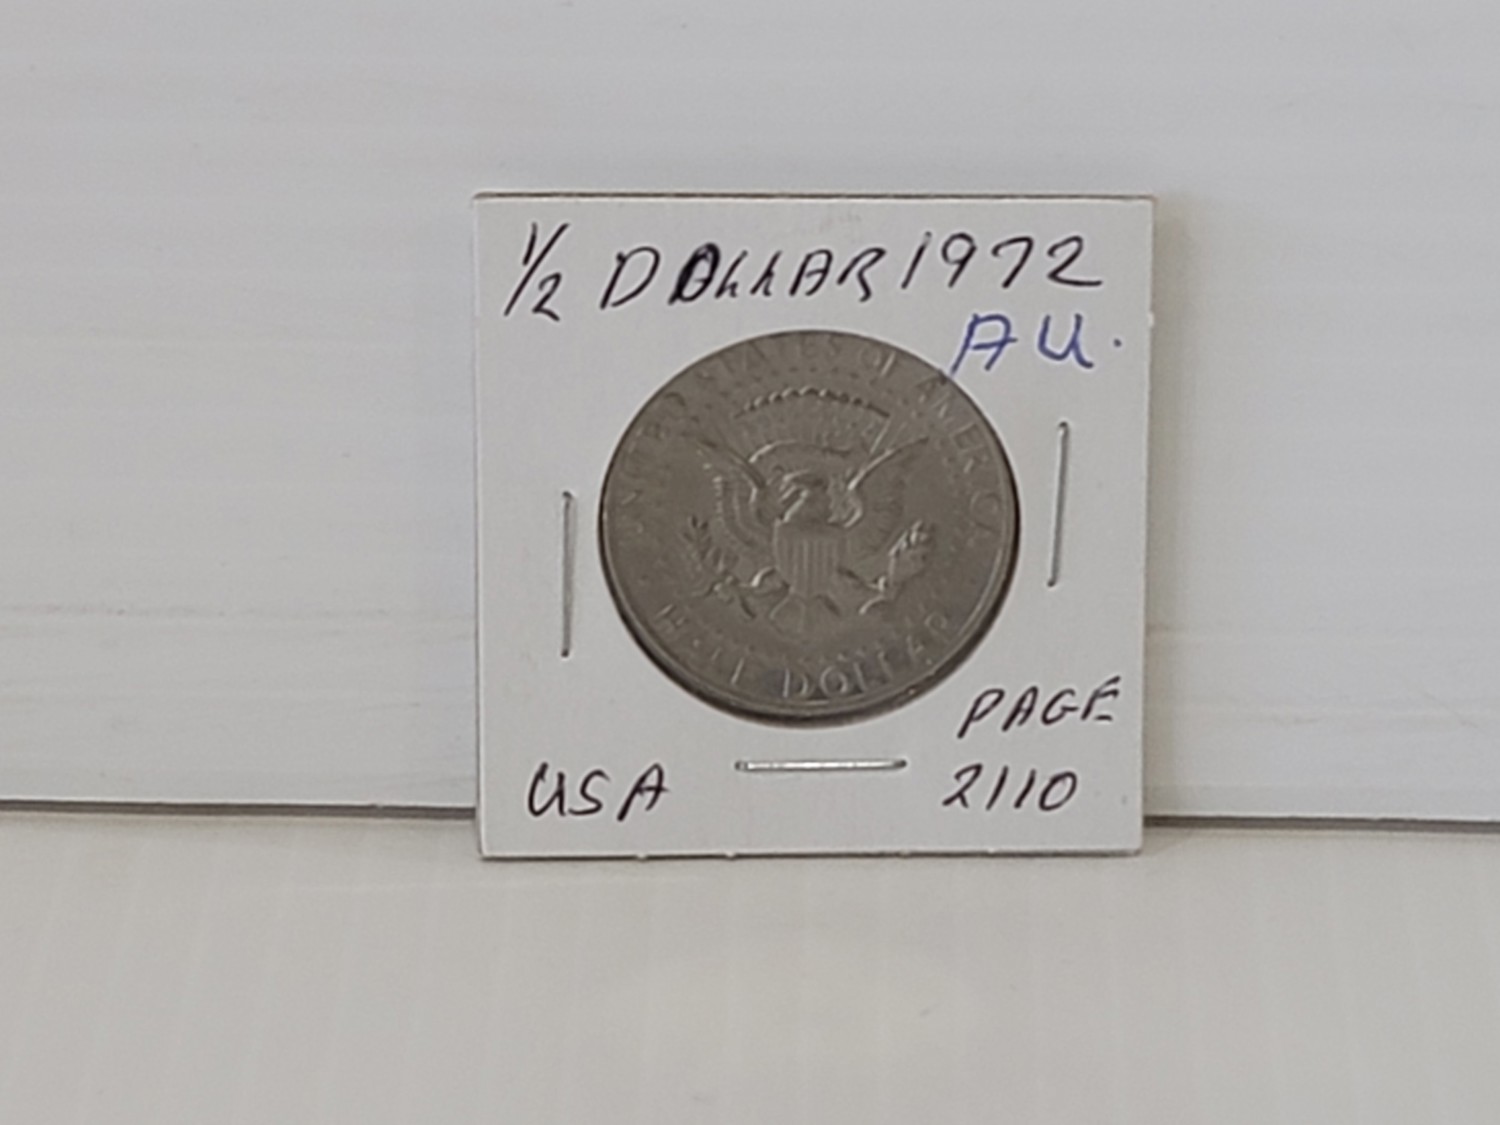 1/2 DOLLAR 1972
AU.
UNITED STATES OF AMERICA
HALF DOLLAR
PAGE
USA 2110